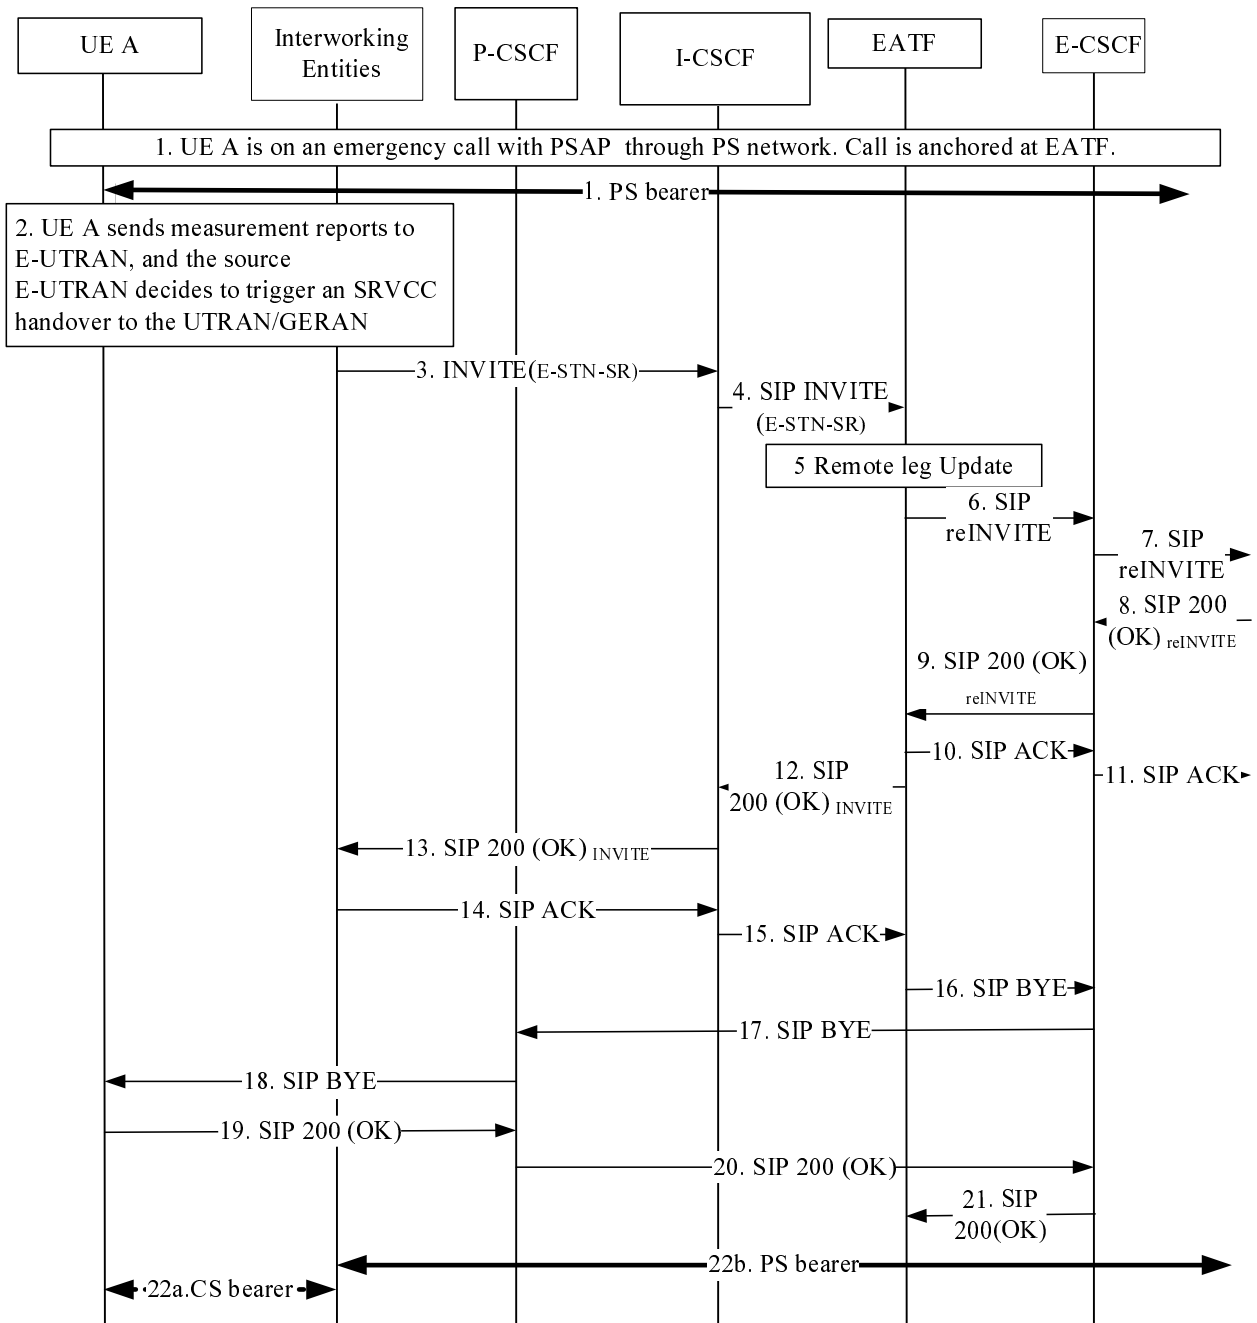 UE A
Interworking
Entities
P-CSCF
I-CSCF
EATF
E-CSCF
1. UE A is on an emergency call with PSAP through PS network. Call is anchored at EATF.
1. PS bearer
2. UE A sends measurement reports to
E-UTRAN, and the source
E-UTRAN decides to trigger an SRVCC
handover to the UTRAN/GERAN
3. INVITE(E-STN-SR)
4. SIP INVITE
(E-STN-SR)
5 Remote leg Update
6. SIP
reINVITE
7. SIP
reINVITE
8. SIP 200
(OK) reINVITE
9. SIP 200 (OK)
reINVITE
10. SIP ACK
11. SIP ACK
12. SIP
200 (OK) INVITE
13. SIP 200 (OK) INVITE
14. SIP ACK
15. SIP ACK
16. SIP BYE
17. SIP BYE
18. SIP BYE
19. SIP 200 (OK)
20. SIP 200 (OK)
21. SIP
200(OK)
22b. PS bearer
22a.CS bearer